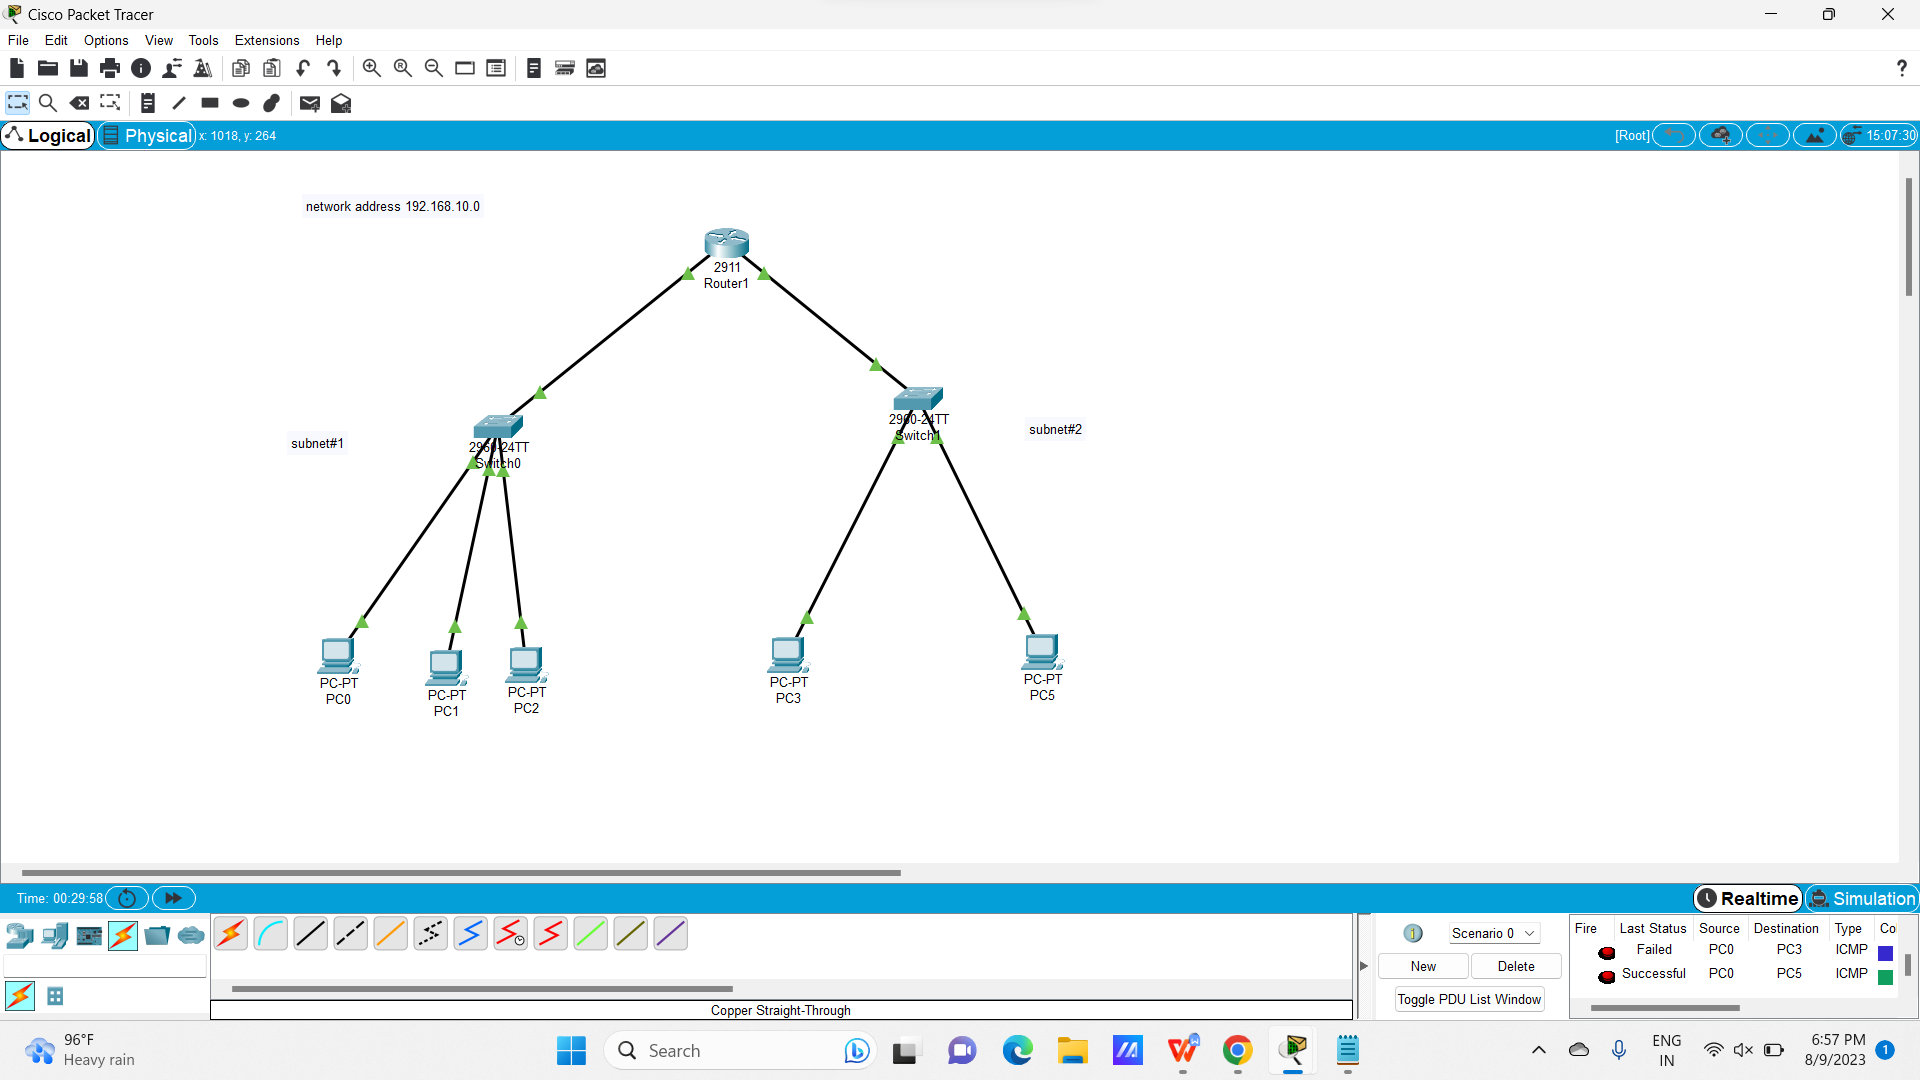 Cisco Packet Tracer
File Edit Options View Tools Extensions Help
Logical Physical x: 1018, y: 264 [Root] 15:07:30
network address 192.168.10.0
2911
Router1
2960-24TT
Switch1
subnet#2
subnet#1
2960-24TT
Switch0
PC-PT
PC0
PC-PT
PC1
PC-PT
PC2
PC-PT
PC3
PC-PT
PC5
Time: 00:29:58 Realtime Simulation
Scenario 0
New Delete
Toggle PDU List Window
Fire Last Status Source Destination Type Co
Failed PC0 PC3 ICMP
Successful PC0 PC5 ICMP
Copper Straight-Through
96°F
Heavy rain
Search
ENG
IN
6:57 PM
8/9/2023
1